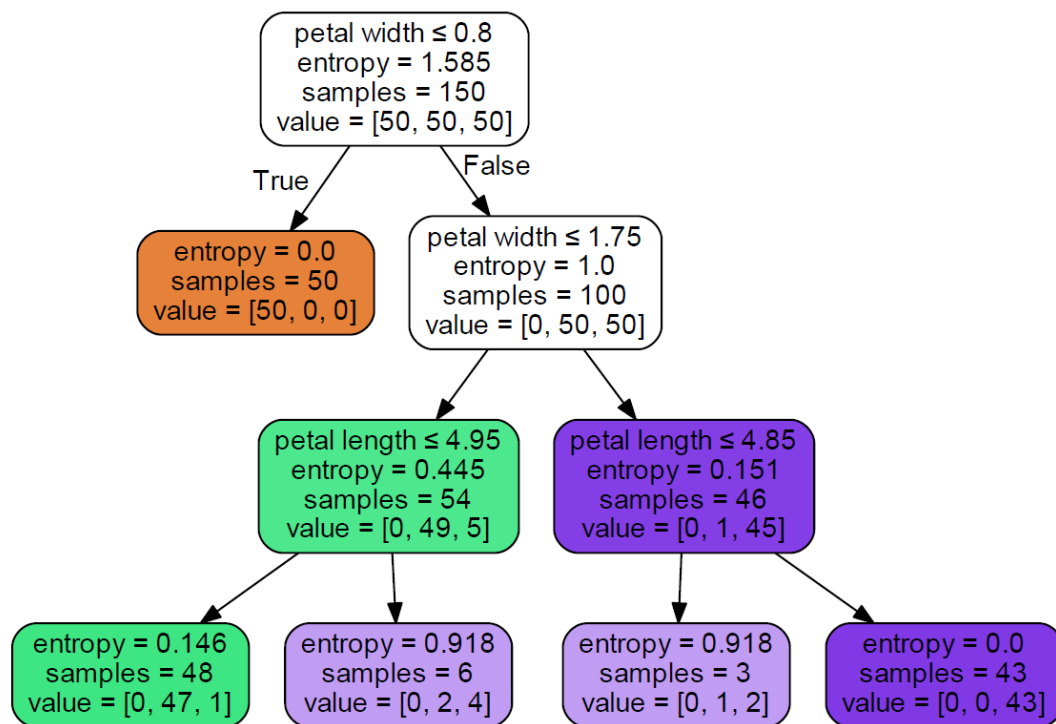 petal width ≤ 0.8
entropy = 1.585
samples = 150
value = [50, 50, 50]
True
False
entropy = 0.0
samples = 50
value = [50, 0, 0]
petal width ≤ 1.75
entropy = 1.0
samples = 100
value = [0, 50, 50]
petal length ≤ 4.95
entropy = 0.445
samples = 54
value = [0, 49, 5]
petal length ≤ 4.85
entropy = 0.151
samples = 46
value = [0, 1, 45]
entropy = 0.146
samples = 48
value = [0, 47, 1]
entropy = 0.918
samples = 6
value = [0, 2, 4]
entropy = 0.918
samples = 3
value = [0, 1, 2]
entropy = 0.0
samples = 43
value = [0, 0, 43]